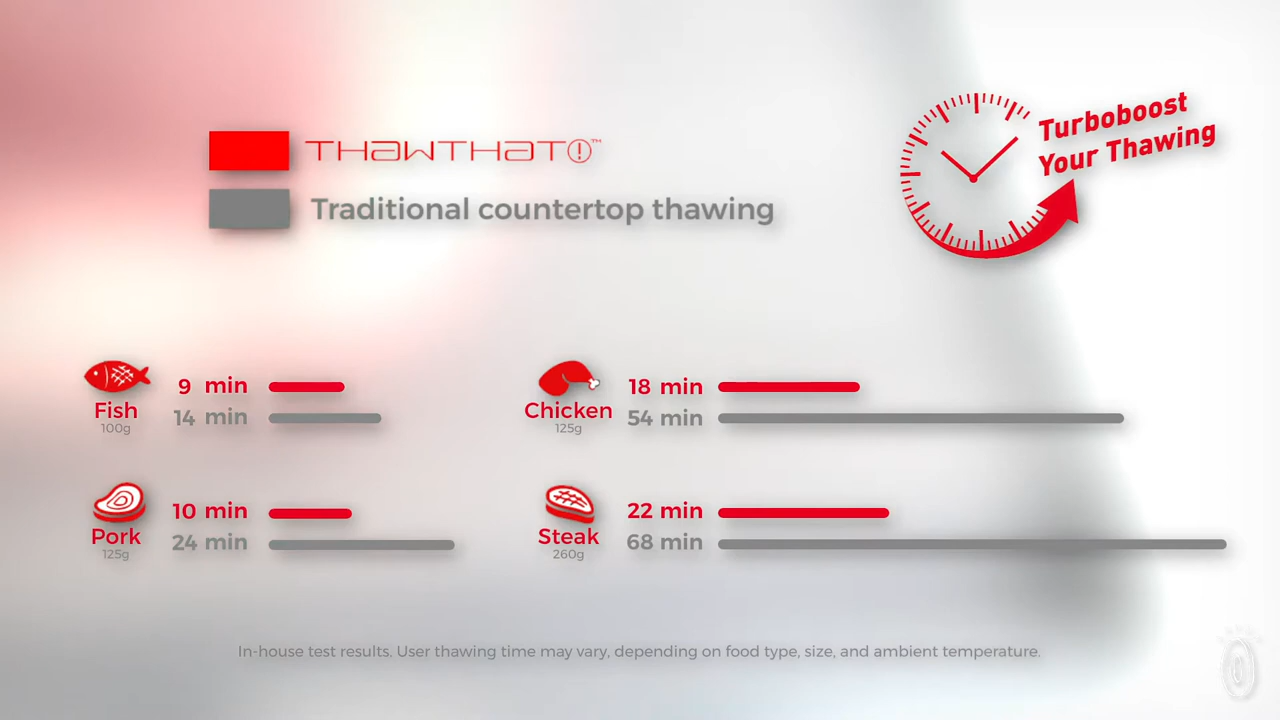 THAWTHAT!™
Traditional countertop thawing
Turboboost
Your Thawing
Fish
100g
9 min
14 min
Chicken
125g
18 min
54 min
Pork
125g
10 min
24 min
Steak
260g
22 min
68 min
In-house test results. User thawing time may vary, depending on food type, size, and ambient temperature.